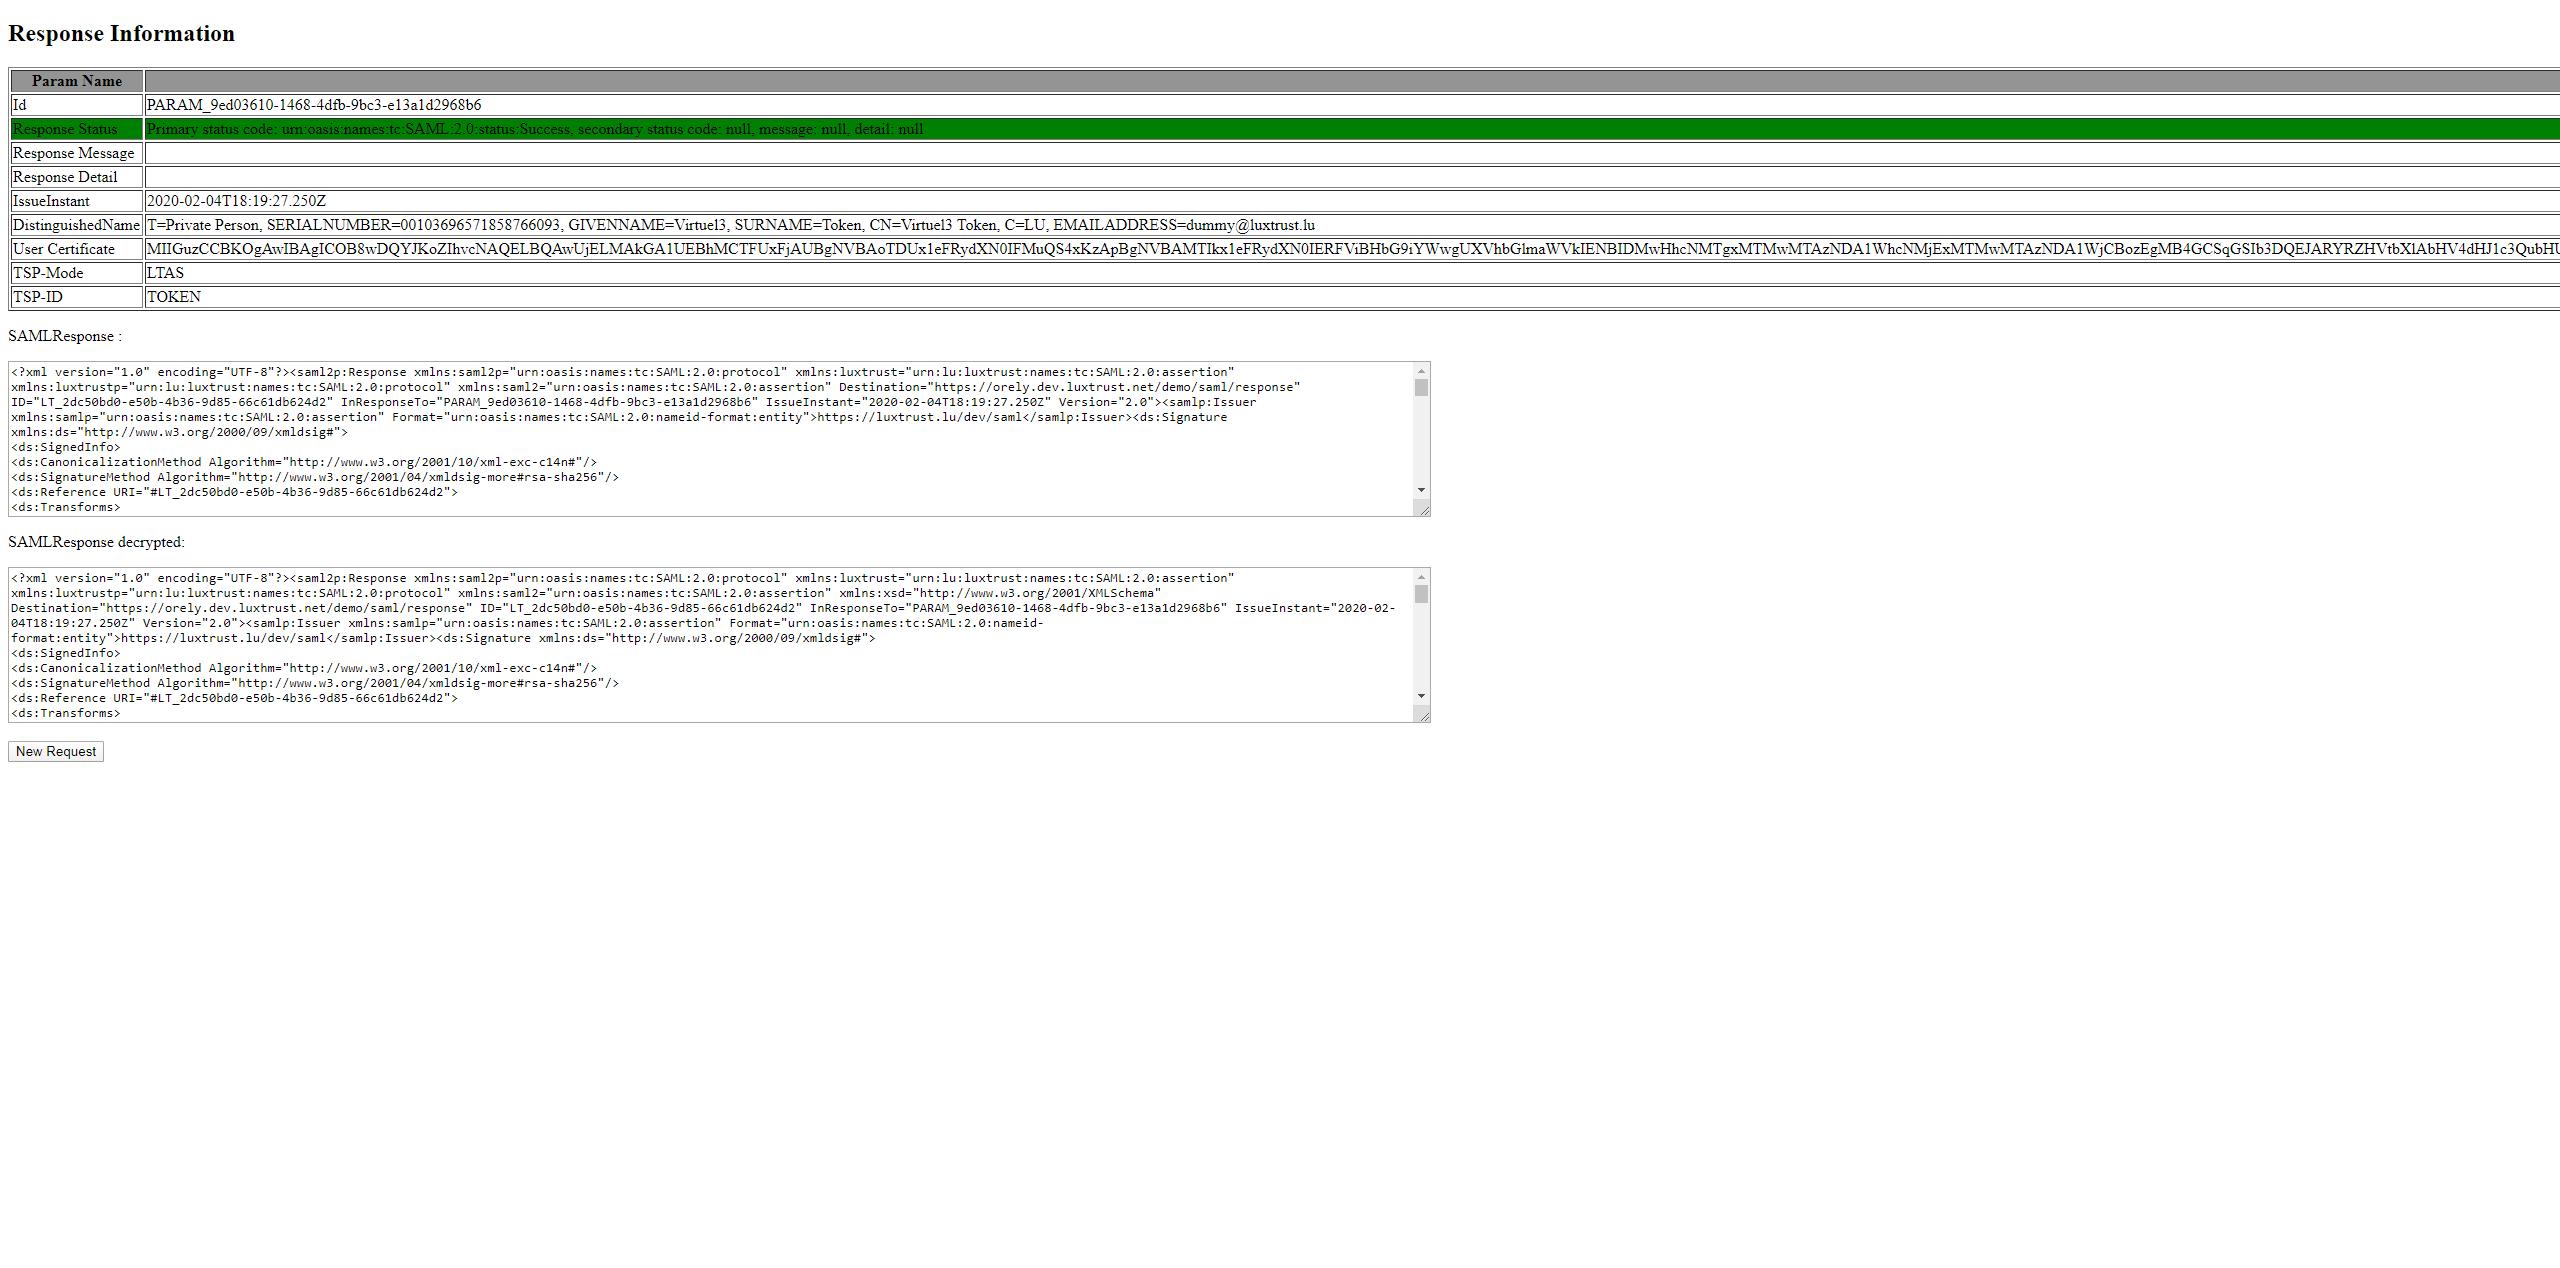 Response Information
Param Name
Id PARAM_9ed03610-1468-4dfb-9bc3-e13a1d2968b6
Response Status Primary status code: urn:oasis:names:tc:SAML:2.0:status:Success, secondary status code: null, message: null, detail: null
Response Message
Response Detail
IssueInstant 2020-02-04T18:19:27.250Z
DistinguishedName T=Private Person, SERIALNUMBER=00103696571858766093, GIVENNAME=Virtuel3, SURNAME=Token, CN=Virtuel3 Token, C=LU, EMAILADDRESS=dummy@luxtrust.lu
User Certificate MIIGuzCCBKOgAwIBAgICOB8wDQYJKoZIhvcNAQELBQAwUjELMAkGA1UEBhMCTFUxFjAUBgNVBAoTDUx1eFRydXN0IFMuQS4xKzApBgNVBAMTIkx1eFRydXN0IERFViBHbG9iYWwgUXVhbGlmaWVkIENBIDMwHhcNMTgxMTMwMTAzNDA1WhcNMjExMTMwMTAzNDA1WjCBozEgMB4GCSqGSIb3DQEJARYRZHVtbXlAbHV4dHJ1c3QubHU
TSP-Mode LTAS
TSP-ID TOKEN
SAMLResponse :
<?xml version="1.0" encoding="UTF-8"?><saml2p:Response xmlns:saml2p="urn:oasis:names:tc:SAML:2.0:protocol" xmlns:luxtrust="urn:lu:luxtrust:names:tc:SAML:2.0:assertion"
xmlns:luxtrustp="urn:lu:luxtrust:names:tc:SAML:2.0:protocol" xmlns:saml2="urn:oasis:names:tc:SAML:2.0:assertion" Destination="https://orely.dev.luxtrust.net/demo/saml/response"
ID="LT_2dc50bd0-e50b-4b36-9d85-66c61db624d2" InResponseTo="PARAM_9ed03610-1468-4dfb-9bc3-e13a1d2968b6" IssueInstant="2020-02-04T18:19:27.250Z" Version="2.0"><samlp:Issuer
xmlns:samlp="urn:oasis:names:tc:SAML:2.0:assertion" Format="urn:oasis:names:tc:SAML:2.0:nameid-format:entity">https://luxtrust.lu/dev/saml</samlp:Issuer><ds:Signature
xmlns:ds="http://www.w3.org/2000/09/xmldsig#">
<ds:SignedInfo>
<ds:CanonicalizationMethod Algorithm="http://www.w3.org/2001/10/xml-exc-c14n#"/>
<ds:SignatureMethod Algorithm="http://www.w3.org/2001/04/xmldsig-more#rsa-sha256"/>
<ds:Reference URI="#LT_2dc50bd0-e50b-4b36-9d85-66c61db624d2">
<ds:Transforms>
SAMLResponse decrypted:
<?xml version="1.0" encoding="UTF-8"?><saml2p:Response xmlns:saml2p="urn:oasis:names:tc:SAML:2.0:protocol" xmlns:luxtrust="urn:lu:luxtrust:names:tc:SAML:2.0:assertion"
xmlns:luxtrustp="urn:lu:luxtrust:names:tc:SAML:2.0:protocol" xmlns:saml2="urn:oasis:names:tc:SAML:2.0:assertion" xmlns:xsd="http://www.w3.org/2001/XMLSchema"
Destination="https://orely.dev.luxtrust.net/demo/saml/response" ID="LT_2dc50bd0-e50b-4b36-9d85-66c61db624d2" InResponseTo="PARAM_9ed03610-1468-4dfb-9bc3-e13a1d2968b6" IssueInstant="2020-02-
04T18:19:27.250Z" Version="2.0"><samlp:Issuer xmlns:samlp="urn:oasis:names:tc:SAML:2.0:assertion" Format="urn:oasis:names:tc:SAML:2.0:nameid-
format:entity">https://luxtrust.lu/dev/saml</samlp:Issuer><ds:Signature xmlns:ds="http://www.w3.org/2000/09/xmldsig#">
<ds:SignedInfo>
<ds:CanonicalizationMethod Algorithm="http://www.w3.org/2001/10/xml-exc-c14n#"/>
<ds:SignatureMethod Algorithm="http://www.w3.org/2001/04/xmldsig-more#rsa-sha256"/>
<ds:Reference URI="#LT_2dc50bd0-e50b-4b36-9d85-66c61db624d2">
<ds:Transforms>
New Request